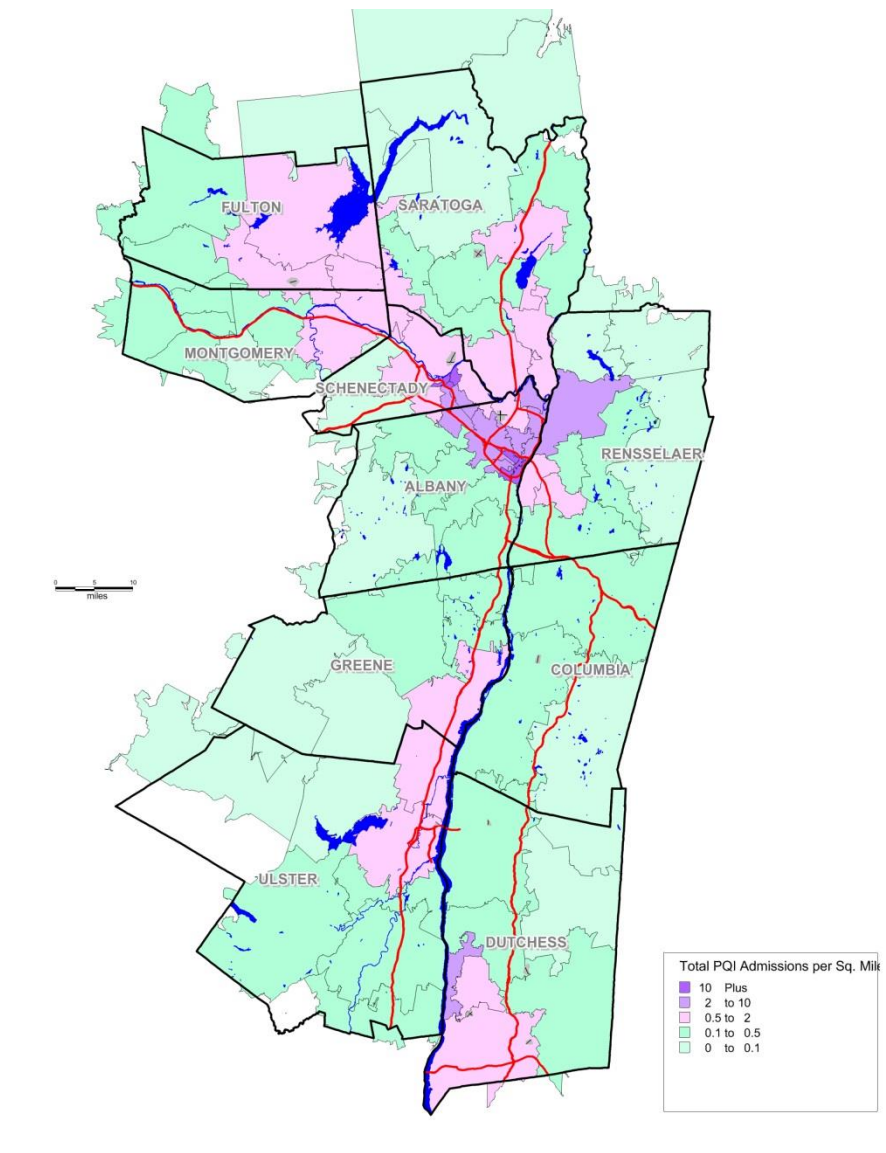 FULTON
SARATOGA
MONTGOMERY
SCHENECTADY
RENSSELAER
ALBANY
0 5 10
miles
GREENE
COLUMBIA
ULSTER
DUTCHESS
Total PQI Admissions per Sq. Mile
10 Plus
2 to 10
0.5 to 2
0.1 to 0.5
0 to 0.1